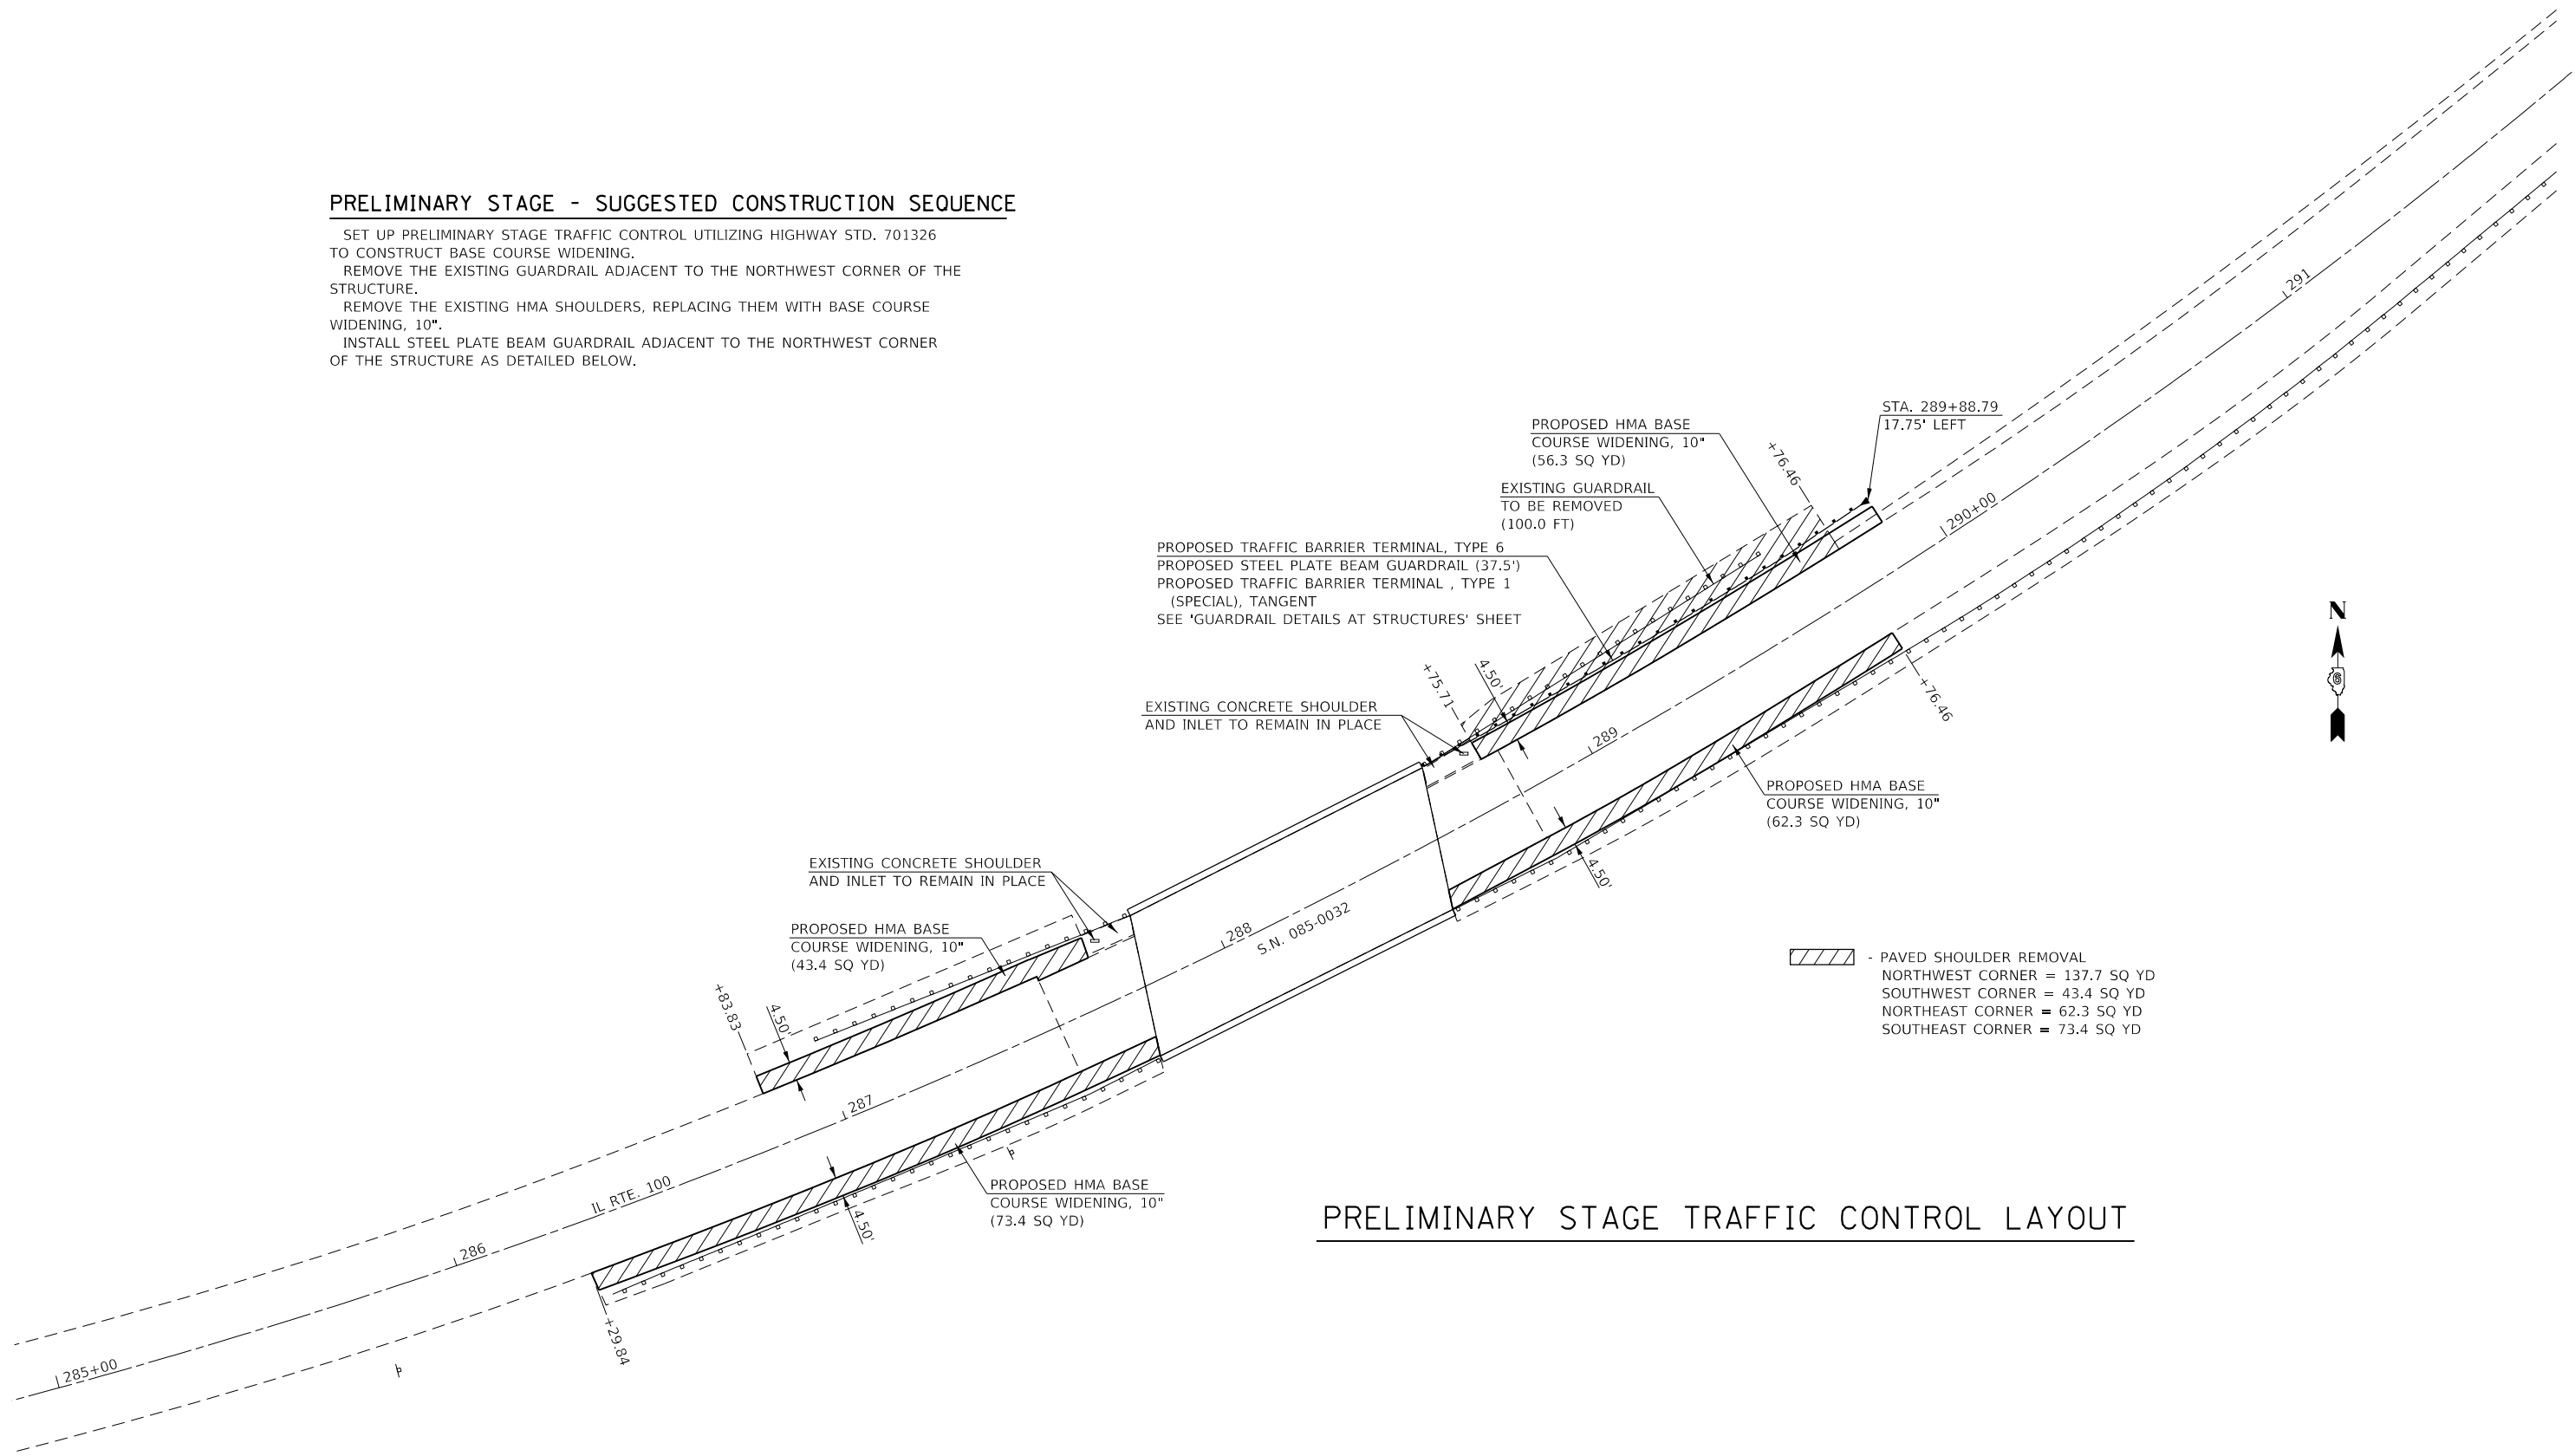 PRELIMINARY STAGE - SUGGESTED CONSTRUCTION SEQUENCE
SET UP PRELIMINARY STAGE TRAFFIC CONTROL UTILIZING HIGHWAY STD. 701326
TO CONSTRUCT BASE COURSE WIDENING.
REMOVE THE EXISTING GUARDRAIL ADJACENT TO THE NORTHWEST CORNER OF THE
STRUCTURE.
REMOVE THE EXISTING HMA SHOULDERS, REPLACING THEM WITH BASE COURSE
WIDENING, 10".
INSTALL STEEL PLATE BEAM GUARDRAIL ADJACENT TO THE NORTHWEST CORNER
OF THE STRUCTURE AS DETAILED BELOW.
291
STA. 289+88.79
17.75' LEFT
PROPOSED HMA BASE
COURSE WIDENING, 10"
(56.3 SQ YD)
+76.46
EXISTING GUARDRAIL
TO BE REMOVED
(100.0 FT)
290+00
PROPOSED TRAFFIC BARRIER TERMINAL, TYPE 6
PROPOSED STEEL PLATE BEAM GUARDRAIL (37.5')
PROPOSED TRAFFIC BARRIER TERMINAL , TYPE 1
(SPECIAL), TANGENT
SEE 'GUARDRAIL DETAILS AT STRUCTURES' SHEET
N
6
+75.71
4.50'
EXISTING CONCRETE SHOULDER
AND INLET TO REMAIN IN PLACE
289
+76.46
PROPOSED HMA BASE
COURSE WIDENING, 10"
(62.3 SQ YD)
4.50'
EXISTING CONCRETE SHOULDER
AND INLET TO REMAIN IN PLACE
288
S.N. 085-0032
PROPOSED HMA BASE
COURSE WIDENING, 10"
(43.4 SQ YD)
- PAVED SHOULDER REMOVAL
NORTHWEST CORNER = 137.7 SQ YD
SOUTHWEST CORNER = 43.4 SQ YD
NORTHEAST CORNER = 62.3 SQ YD
SOUTHEAST CORNER = 73.4 SQ YD
+83.83
4.50'
287
PROPOSED HMA BASE
COURSE WIDENING, 10"
(73.4 SQ YD)
IL RTE. 100
4.50'
PRELIMINARY STAGE TRAFFIC CONTROL LAYOUT
286
+29.84
285+00